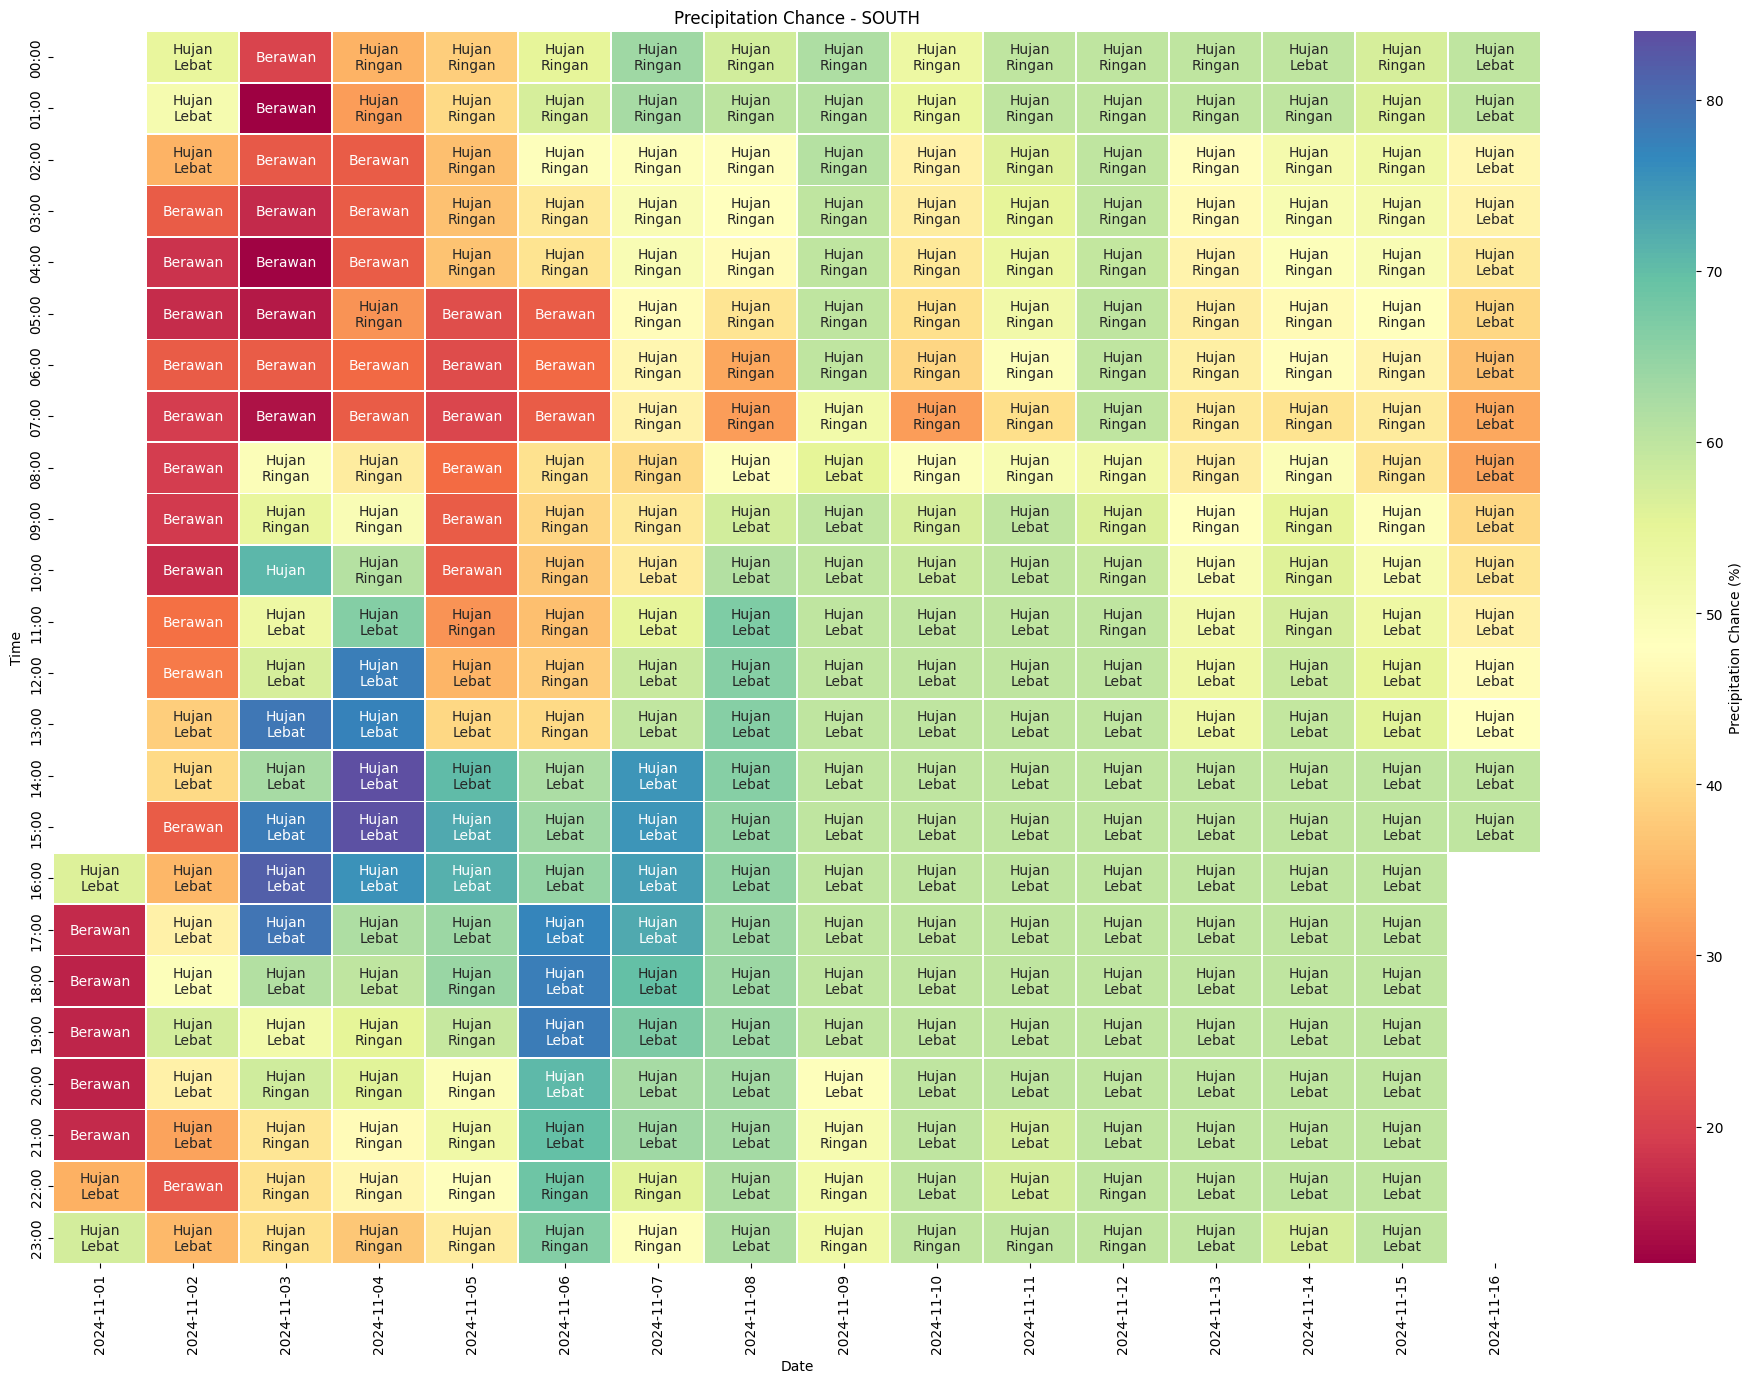 Precipitation Chance - SOUTH
00:00 Hujan Lebat Berawan Hujan Ringan Hujan Ringan Hujan Ringan Hujan Ringan Hujan Ringan Hujan Ringan Hujan Ringan Hujan Ringan Hujan Ringan Hujan Ringan Hujan Lebat Hujan Ringan Hujan Lebat
01:00 Hujan Lebat Berawan Hujan Ringan Hujan Ringan Hujan Ringan Hujan Ringan Hujan Ringan Hujan Ringan Hujan Ringan Hujan Ringan Hujan Ringan Hujan Ringan Hujan Ringan Hujan Ringan Hujan Lebat
02:00 Hujan Lebat Berawan Berawan Hujan Ringan Hujan Ringan Hujan Ringan Hujan Ringan Hujan Ringan Hujan Ringan Hujan Ringan Hujan Ringan Hujan Ringan Hujan Ringan Hujan Ringan Hujan Lebat
03:00 Berawan Berawan Berawan Hujan Ringan Hujan Ringan Hujan Ringan Hujan Ringan Hujan Ringan Hujan Ringan Hujan Ringan Hujan Ringan Hujan Ringan Hujan Ringan Hujan Ringan Hujan Lebat
04:00 Berawan Berawan Berawan Hujan Ringan Hujan Ringan Hujan Ringan Hujan Ringan Hujan Ringan Hujan Ringan Hujan Ringan Hujan Ringan Hujan Ringan Hujan Ringan Hujan Ringan Hujan Lebat
05:00 Berawan Berawan Hujan Ringan Berawan Berawan Hujan Ringan Hujan Ringan Hujan Ringan Hujan Ringan Hujan Ringan Hujan Ringan Hujan Ringan Hujan Ringan Hujan Ringan Hujan Lebat
06:00 Berawan Berawan Berawan Berawan Berawan Hujan Ringan Hujan Ringan Hujan Ringan Hujan Ringan Hujan Ringan Hujan Ringan Hujan Ringan Hujan Ringan Hujan Ringan Hujan Lebat
07:00 Berawan Berawan Berawan Berawan Berawan Hujan Ringan Hujan Ringan Hujan Ringan Hujan Ringan Hujan Ringan Hujan Ringan Hujan Ringan Hujan Ringan Hujan Ringan Hujan Lebat
08:00 Berawan Hujan Ringan Hujan Ringan Berawan Hujan Ringan Hujan Ringan Hujan Lebat Hujan Lebat Hujan Ringan Hujan Ringan Hujan Ringan Hujan Ringan Hujan Ringan Hujan Ringan Hujan Lebat
09:00 Berawan Hujan Ringan Hujan Ringan Berawan Hujan Ringan Hujan Ringan Hujan Lebat Hujan Lebat Hujan Ringan Hujan Lebat Hujan Ringan Hujan Ringan Hujan Ringan Hujan Ringan Hujan Lebat
10:00 Berawan Hujan Hujan Ringan Berawan Hujan Ringan Hujan Lebat Hujan Lebat Hujan Lebat Hujan Lebat Hujan Lebat Hujan Ringan Hujan Lebat Hujan Ringan Hujan Lebat Hujan Lebat
11:00 Berawan Hujan Lebat Hujan Lebat Hujan Ringan Hujan Ringan Hujan Lebat Hujan Lebat Hujan Lebat Hujan Lebat Hujan Lebat Hujan Ringan Hujan Lebat Hujan Ringan Hujan Lebat Hujan Lebat
12:00 Berawan Hujan Lebat Hujan Lebat Hujan Lebat Hujan Ringan Hujan Lebat Hujan Lebat Hujan Lebat Hujan Lebat Hujan Lebat Hujan Lebat Hujan Lebat Hujan Lebat Hujan Lebat Hujan Lebat
13:00 Hujan Lebat Hujan Lebat Hujan Lebat Hujan Lebat Hujan Ringan Hujan Lebat Hujan Lebat Hujan Lebat Hujan Lebat Hujan Lebat Hujan Lebat Hujan Lebat Hujan Lebat Hujan Lebat Hujan Lebat
14:00 Hujan Lebat Hujan Lebat Hujan Lebat Hujan Lebat Hujan Lebat Hujan Lebat Hujan Lebat Hujan Lebat Hujan Lebat Hujan Lebat Hujan Lebat Hujan Lebat Hujan Lebat Hujan Lebat Hujan Lebat
15:00 Berawan Hujan Lebat Hujan Lebat Hujan Lebat Hujan Lebat Hujan Lebat Hujan Lebat Hujan Lebat Hujan Lebat Hujan Lebat Hujan Lebat Hujan Lebat Hujan Lebat Hujan Lebat Hujan Lebat
16:00 Hujan Lebat Hujan Lebat Hujan Lebat Hujan Lebat Hujan Lebat Hujan Lebat Hujan Lebat Hujan Lebat Hujan Lebat Hujan Lebat Hujan Lebat Hujan Lebat Hujan Lebat Hujan Lebat Hujan Lebat
17:00 Berawan Hujan Lebat Hujan Lebat Hujan Lebat Hujan Lebat Hujan Lebat Hujan Lebat Hujan Lebat Hujan Lebat Hujan Lebat Hujan Lebat Hujan Lebat Hujan Lebat Hujan Lebat Hujan Lebat
18:00 Berawan Hujan Lebat Hujan Lebat Hujan Lebat Hujan Ringan Hujan Lebat Hujan Lebat Hujan Lebat Hujan Lebat Hujan Lebat Hujan Lebat Hujan Lebat Hujan Lebat Hujan Lebat Hujan Lebat
19:00 Berawan Hujan Lebat Hujan Lebat Hujan Ringan Hujan Ringan Hujan Lebat Hujan Lebat Hujan Lebat Hujan Lebat Hujan Lebat Hujan Lebat Hujan Lebat Hujan Lebat Hujan Lebat Hujan Lebat
20:00 Berawan Hujan Lebat Hujan Ringan Hujan Ringan Hujan Ringan Hujan Lebat Hujan Lebat Hujan Lebat Hujan Lebat Hujan Lebat Hujan Lebat Hujan Lebat Hujan Lebat Hujan Lebat Hujan Lebat
21:00 Berawan Hujan Lebat Hujan Ringan Hujan Ringan Hujan Ringan Hujan Lebat Hujan Lebat Hujan Lebat Hujan Ringan Hujan Lebat Hujan Lebat Hujan Lebat Hujan Lebat Hujan Lebat Hujan Lebat
22:00 Hujan Lebat Berawan Hujan Ringan Hujan Ringan Hujan Ringan Hujan Ringan Hujan Ringan Hujan Lebat Hujan Ringan Hujan Lebat Hujan Lebat Hujan Ringan Hujan Lebat Hujan Lebat Hujan Lebat
23:00 Hujan Lebat Hujan Lebat Hujan Ringan Hujan Ringan Hujan Ringan Hujan Ringan Hujan Ringan Hujan Lebat Hujan Ringan Hujan Ringan Hujan Ringan Hujan Ringan Hujan Lebat Hujan Lebat Hujan Lebat
Time
2024-11-01 2024-11-02 2024-11-03 2024-11-04 2024-11-05 2024-11-06 2024-11-07 2024-11-08 2024-11-09 2024-11-10 2024-11-11 2024-11-12 2024-11-13 2024-11-14 2024-11-15 2024-11-16
Date
80
70
60
50
40
30
20
Precipitation Chance (%)